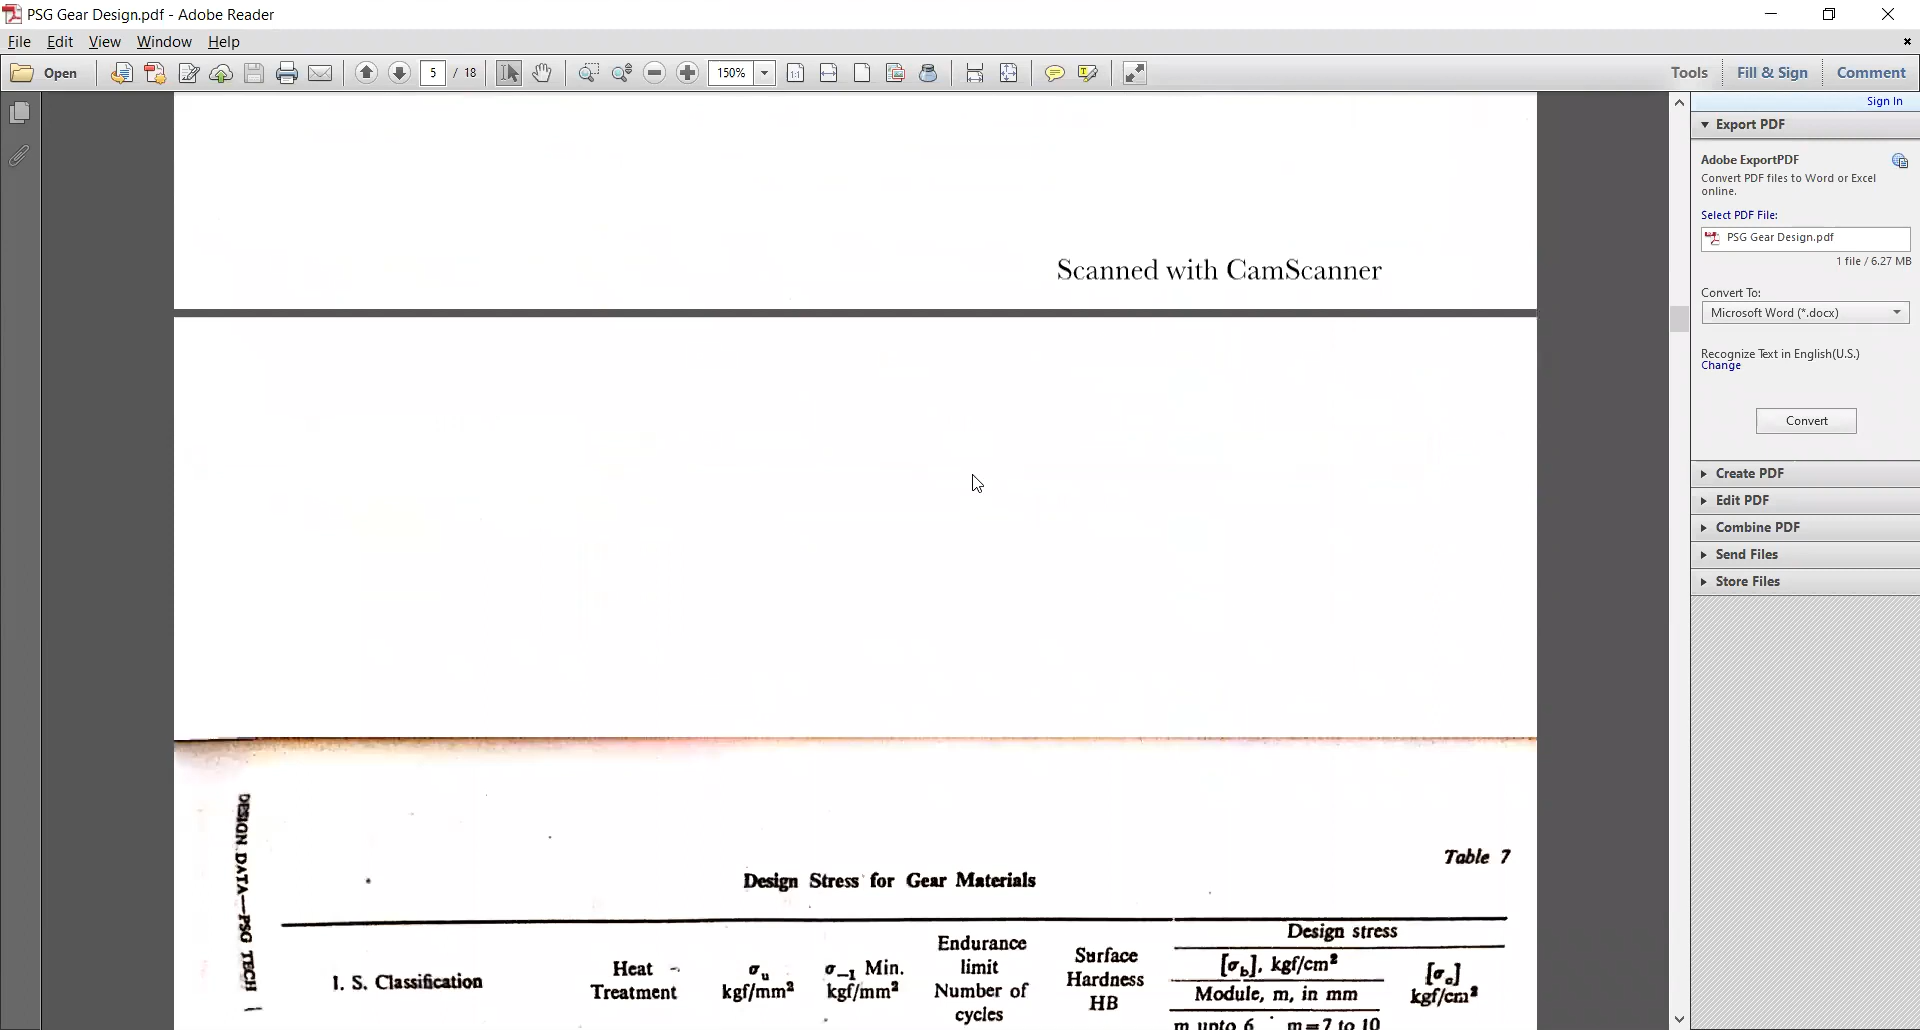 PSG Gear Design.pdf - Adobe Reader
File Edit View Window Help
Open 5 / 18 150% Tools Fill & Sign Comment
Sign In
Export PDF
Adobe ExportPDF
Convert PDF files to Word or Excel
online.
Select PDF File:
PSG Gear Design.pdf
1 file / 6.27 MB
Convert To:
Microsoft Word (*.docx)
Recognize Text in English(U.S.)
Change
Convert
Create PDF
Edit PDF
Combine PDF
Send Files
Store Files
Scanned with CamScanner
DESIGN DATA—PSG TECH
Table 7
Design Stress for Gear Materials
I. S. Classification
Heat
Treatment
σu
kgf/mm²
σ-1 Min.
kgf/mm²
Endurance
limit
Number of
cycles
Surface
Hardness
HB
Design stress
[σb], kgf/cm²
Module, m, in mm
m upto 6 m=7 to 10
[σc]
kgf/cm²